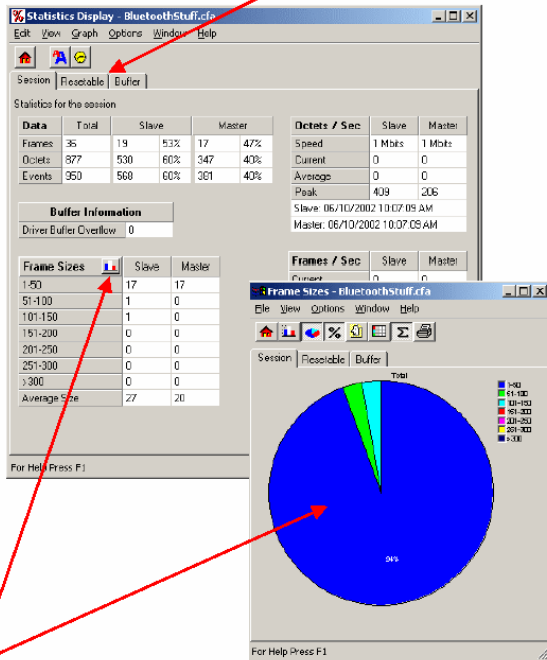 Statistics Display - BluetoothStuff.cfa
Edit View Graph Options Window Help
Session Resetable Buffer
Statistics for the session
Data Total Slave Master
Frames 36 19 53% 17 47%
Octets 877 530 60% 347 40%
Events 950 568 60% 381 40%
Octets / Sec Slave Master
Speed 1 Mbits 1 Mbits
Current 0 0
Average 0 0
Peak 409 206
Slave: 06/10/2002 10:07:09 AM
Master: 06/10/2002 10:07:09 AM
Buffer Information
Driver Buffer Overflow 0
Frames / Sec Slave Master
Current 0 0
Frame Sizes Slave Master
1-50 17 17
51-100 1 0
101-150 1 0
151-200 0 0
201-250 0 0
251-300 0 0
>300 0 0
Average Size 27 20
For Help Press F1
Frame Sizes - BluetoothStuff.cfa
File View Options Window Help
Session Resetable Buffer
Total
1-50
51-100
101-150
151-200
201-250
251-300
>300
94%
For Help Press F1